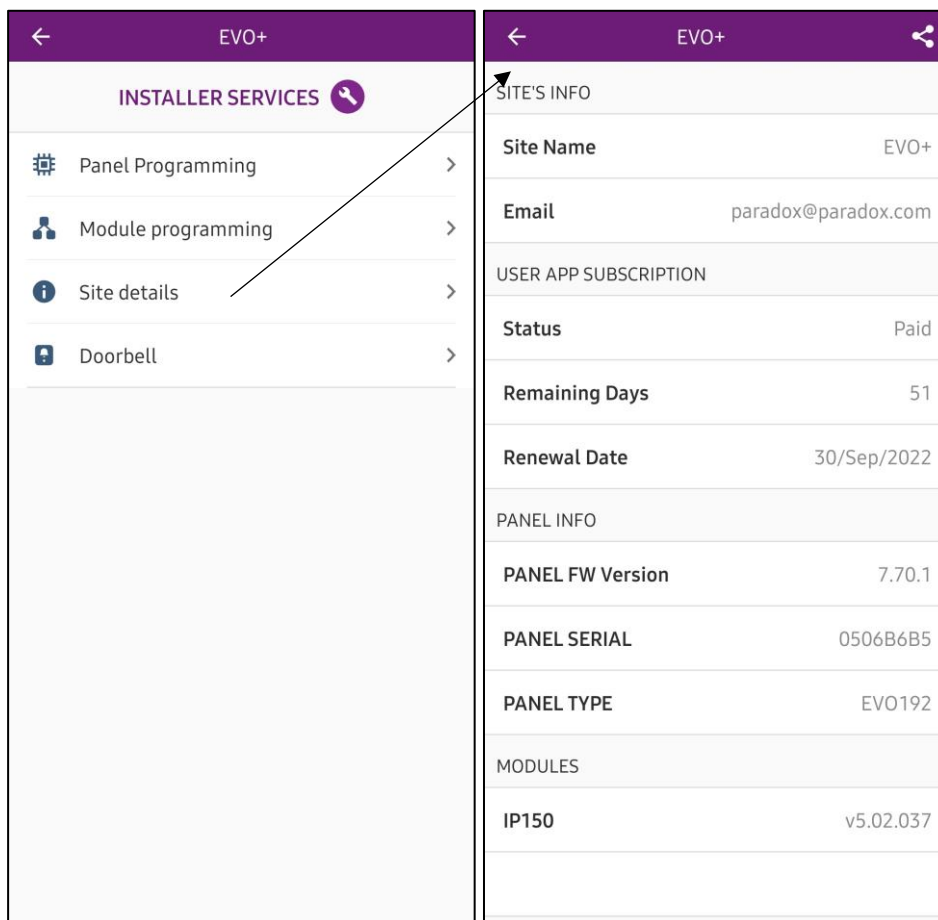 EVO+
INSTALLER SERVICES
Panel Programming
Module programming
Site details
Doorbell
EVO+
SITE'S INFO
Site Name EVO+
Email paradox@paradox.com
USER APP SUBSCRIPTION
Status Paid
Remaining Days 51
Renewal Date 30/Sep/2022
PANEL INFO
PANEL FW Version 7.70.1
PANEL SERIAL 0506B6B5
PANEL TYPE EVO192
MODULES
IP150 v5.02.037